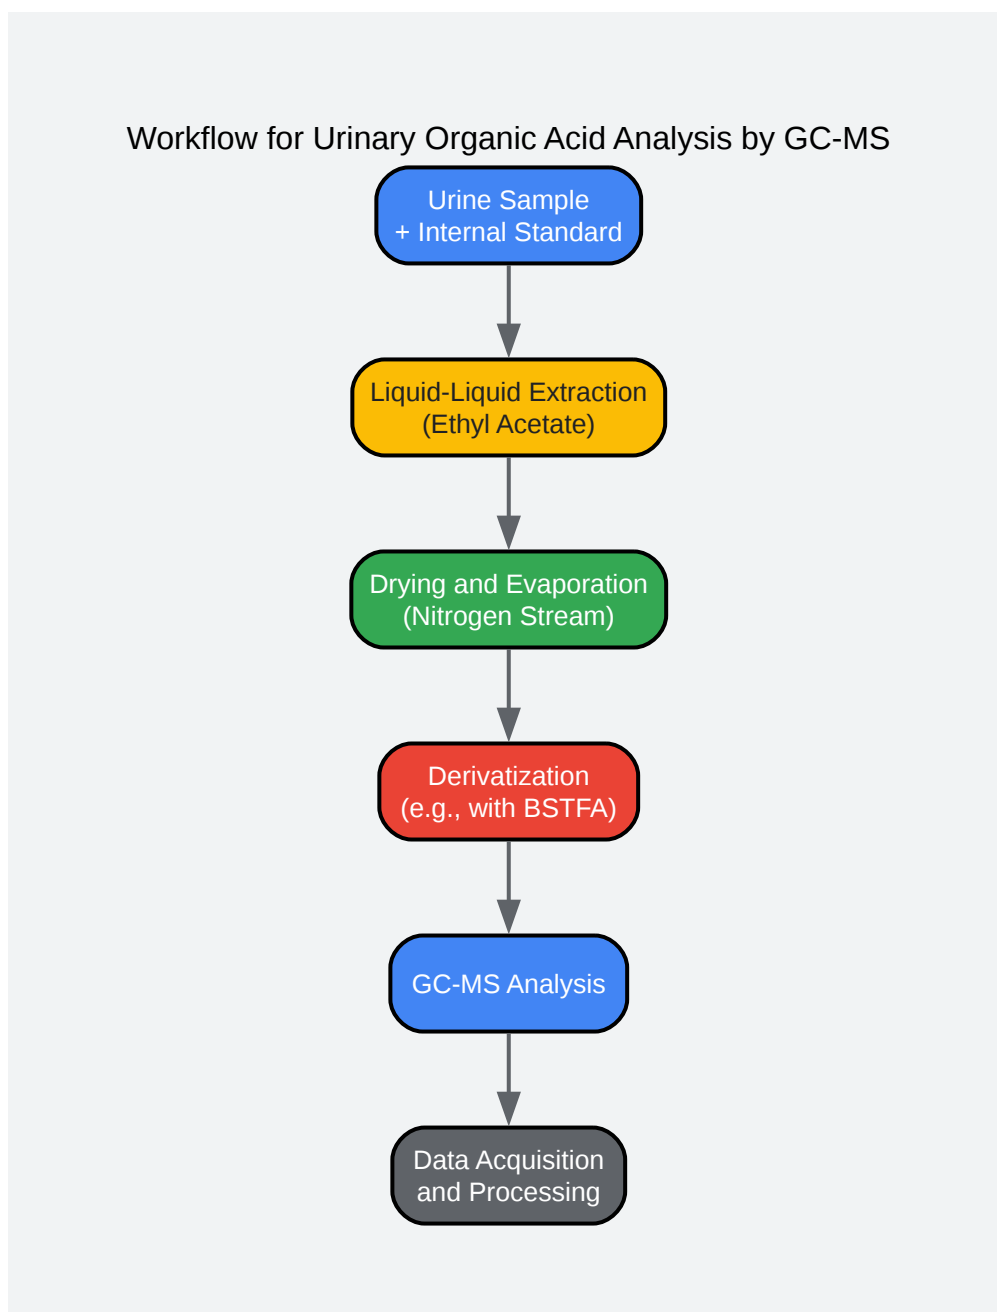 Workflow for Urinary Organic Acid Analysis by GC-MS
Urine Sample
+ Internal Standard
Liquid-Liquid Extraction
(Ethyl Acetate)
Drying and Evaporation
(Nitrogen Stream)
Derivatization
(e.g., with BSTFA)
GC-MS Analysis
Data Acquisition
and Processing